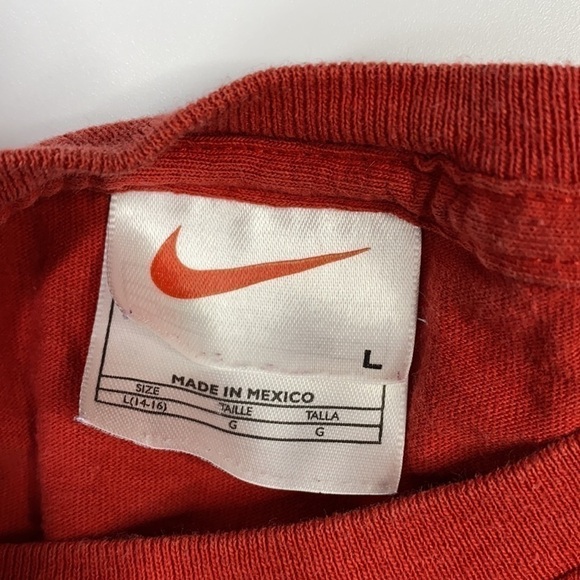 L
MADE IN MEXICO
SIZE TAILLE TALLA
L(14-16) G G